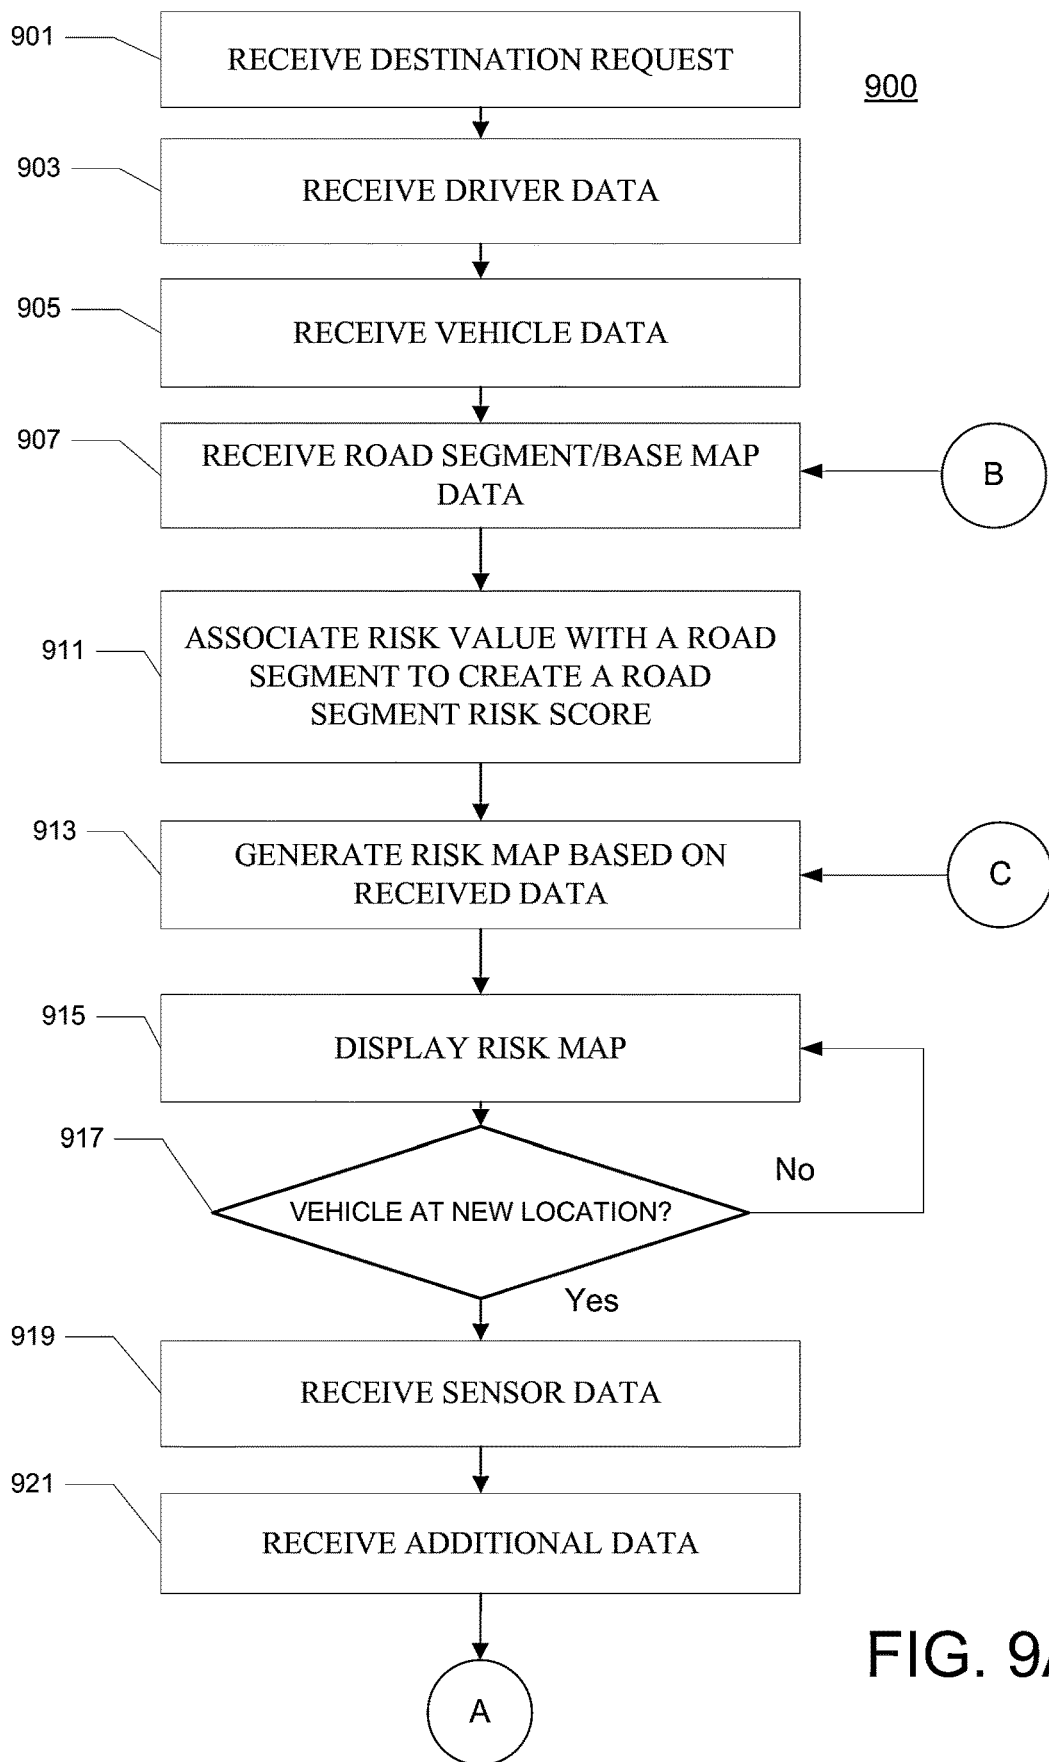 901
RECEIVE DESTINATION REQUEST
900
903
RECEIVE DRIVER DATA
905
RECEIVE VEHICLE DATA
907
RECEIVE ROAD SEGMENT/BASE MAP
DATA
B
911
ASSOCIATE RISK VALUE WITH A ROAD
SEGMENT TO CREATE A ROAD
SEGMENT RISK SCORE
913
GENERATE RISK MAP BASED ON
RECEIVED DATA
C
915
DISPLAY RISK MAP
917
VEHICLE AT NEW LOCATION?
No
Yes
919
RECEIVE SENSOR DATA
921
RECEIVE ADDITIONAL DATA
A
FIG. 9A